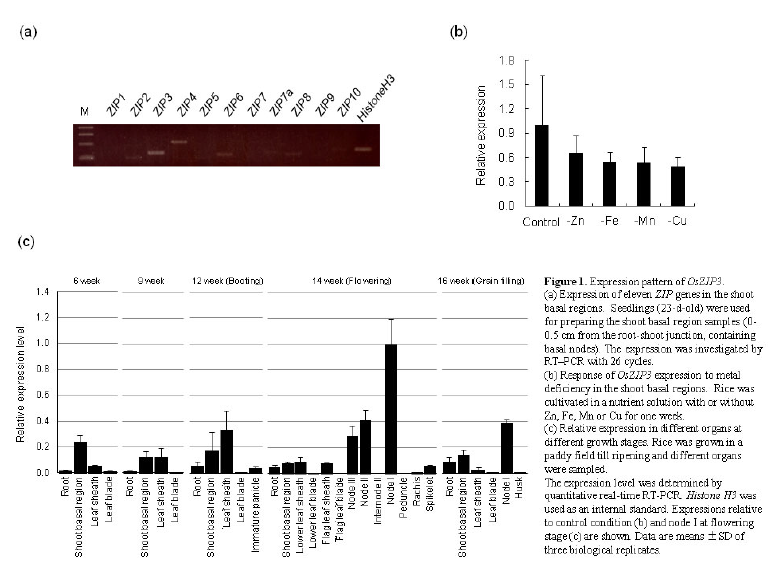 (a)
M ZIP1 ZIP2 ZIP3 ZIP4 ZIP5 ZIP6 ZIP7 ZIP7a ZIP8 ZIP9 ZIP10 HistoneH3
(b)
Relative expression
1.8
1.5
1.2
0.9
0.6
0.3
0.0
Control -Zn -Fe -Mn -Cu
(c)
6 week 9 week 12 week (Booting) 14 week (Flowering) 16 week (Grain filling)
Relative expression level
1.4
1.2
1.0
0.8
0.6
0.4
0.2
0.0
Root
Shoot basal region
Leaf sheath
Leaf blade
Root
Shoot basal region
Leaf sheath
Leaf blade
Root
Shoot basal region
Leaf sheath
Leaf blade
Immature panicle
Root
Shoot basal region
Lower leaf sheath
Lower leaf blade
Flag leaf sheath
Flag leaf blade
Node III
Node II
Internode II
Node I
Peduncle
Rachis
Spikelet
Root
Shoot basal region
Leaf sheath
Leaf blade
Node I
Husk
Figure 1. Expression pattern of OsZIP3.
(a) Expression of eleven ZIP genes in the shoot
basal regions. Seedlings (23-d-old) were used
for preparing the shoot basal region samples (0-
0.5 cm from the root-shoot junction, containing
basal nodes). The expression was investigated by
RT–PCR with 26 cycles.
(b) Response of OsZIP3 expression to metal
deficiency in the shoot basal regions. Rice was
cultivated in a nutrient solution with or without
Zn, Fe, Mn or Cu for one week.
(c) Relative expression in different organs at
different growth stages. Rice was grown in a
paddy field till ripening and different organs
were sampled.
The expression level was determined by
quantitative real-time RT-PCR. Histone H3 was
used as an internal standard. Expressions relative
to control condition (b) and node I at flowering
stage (c) are shown. Data are means ± SD of
three biological replicates.